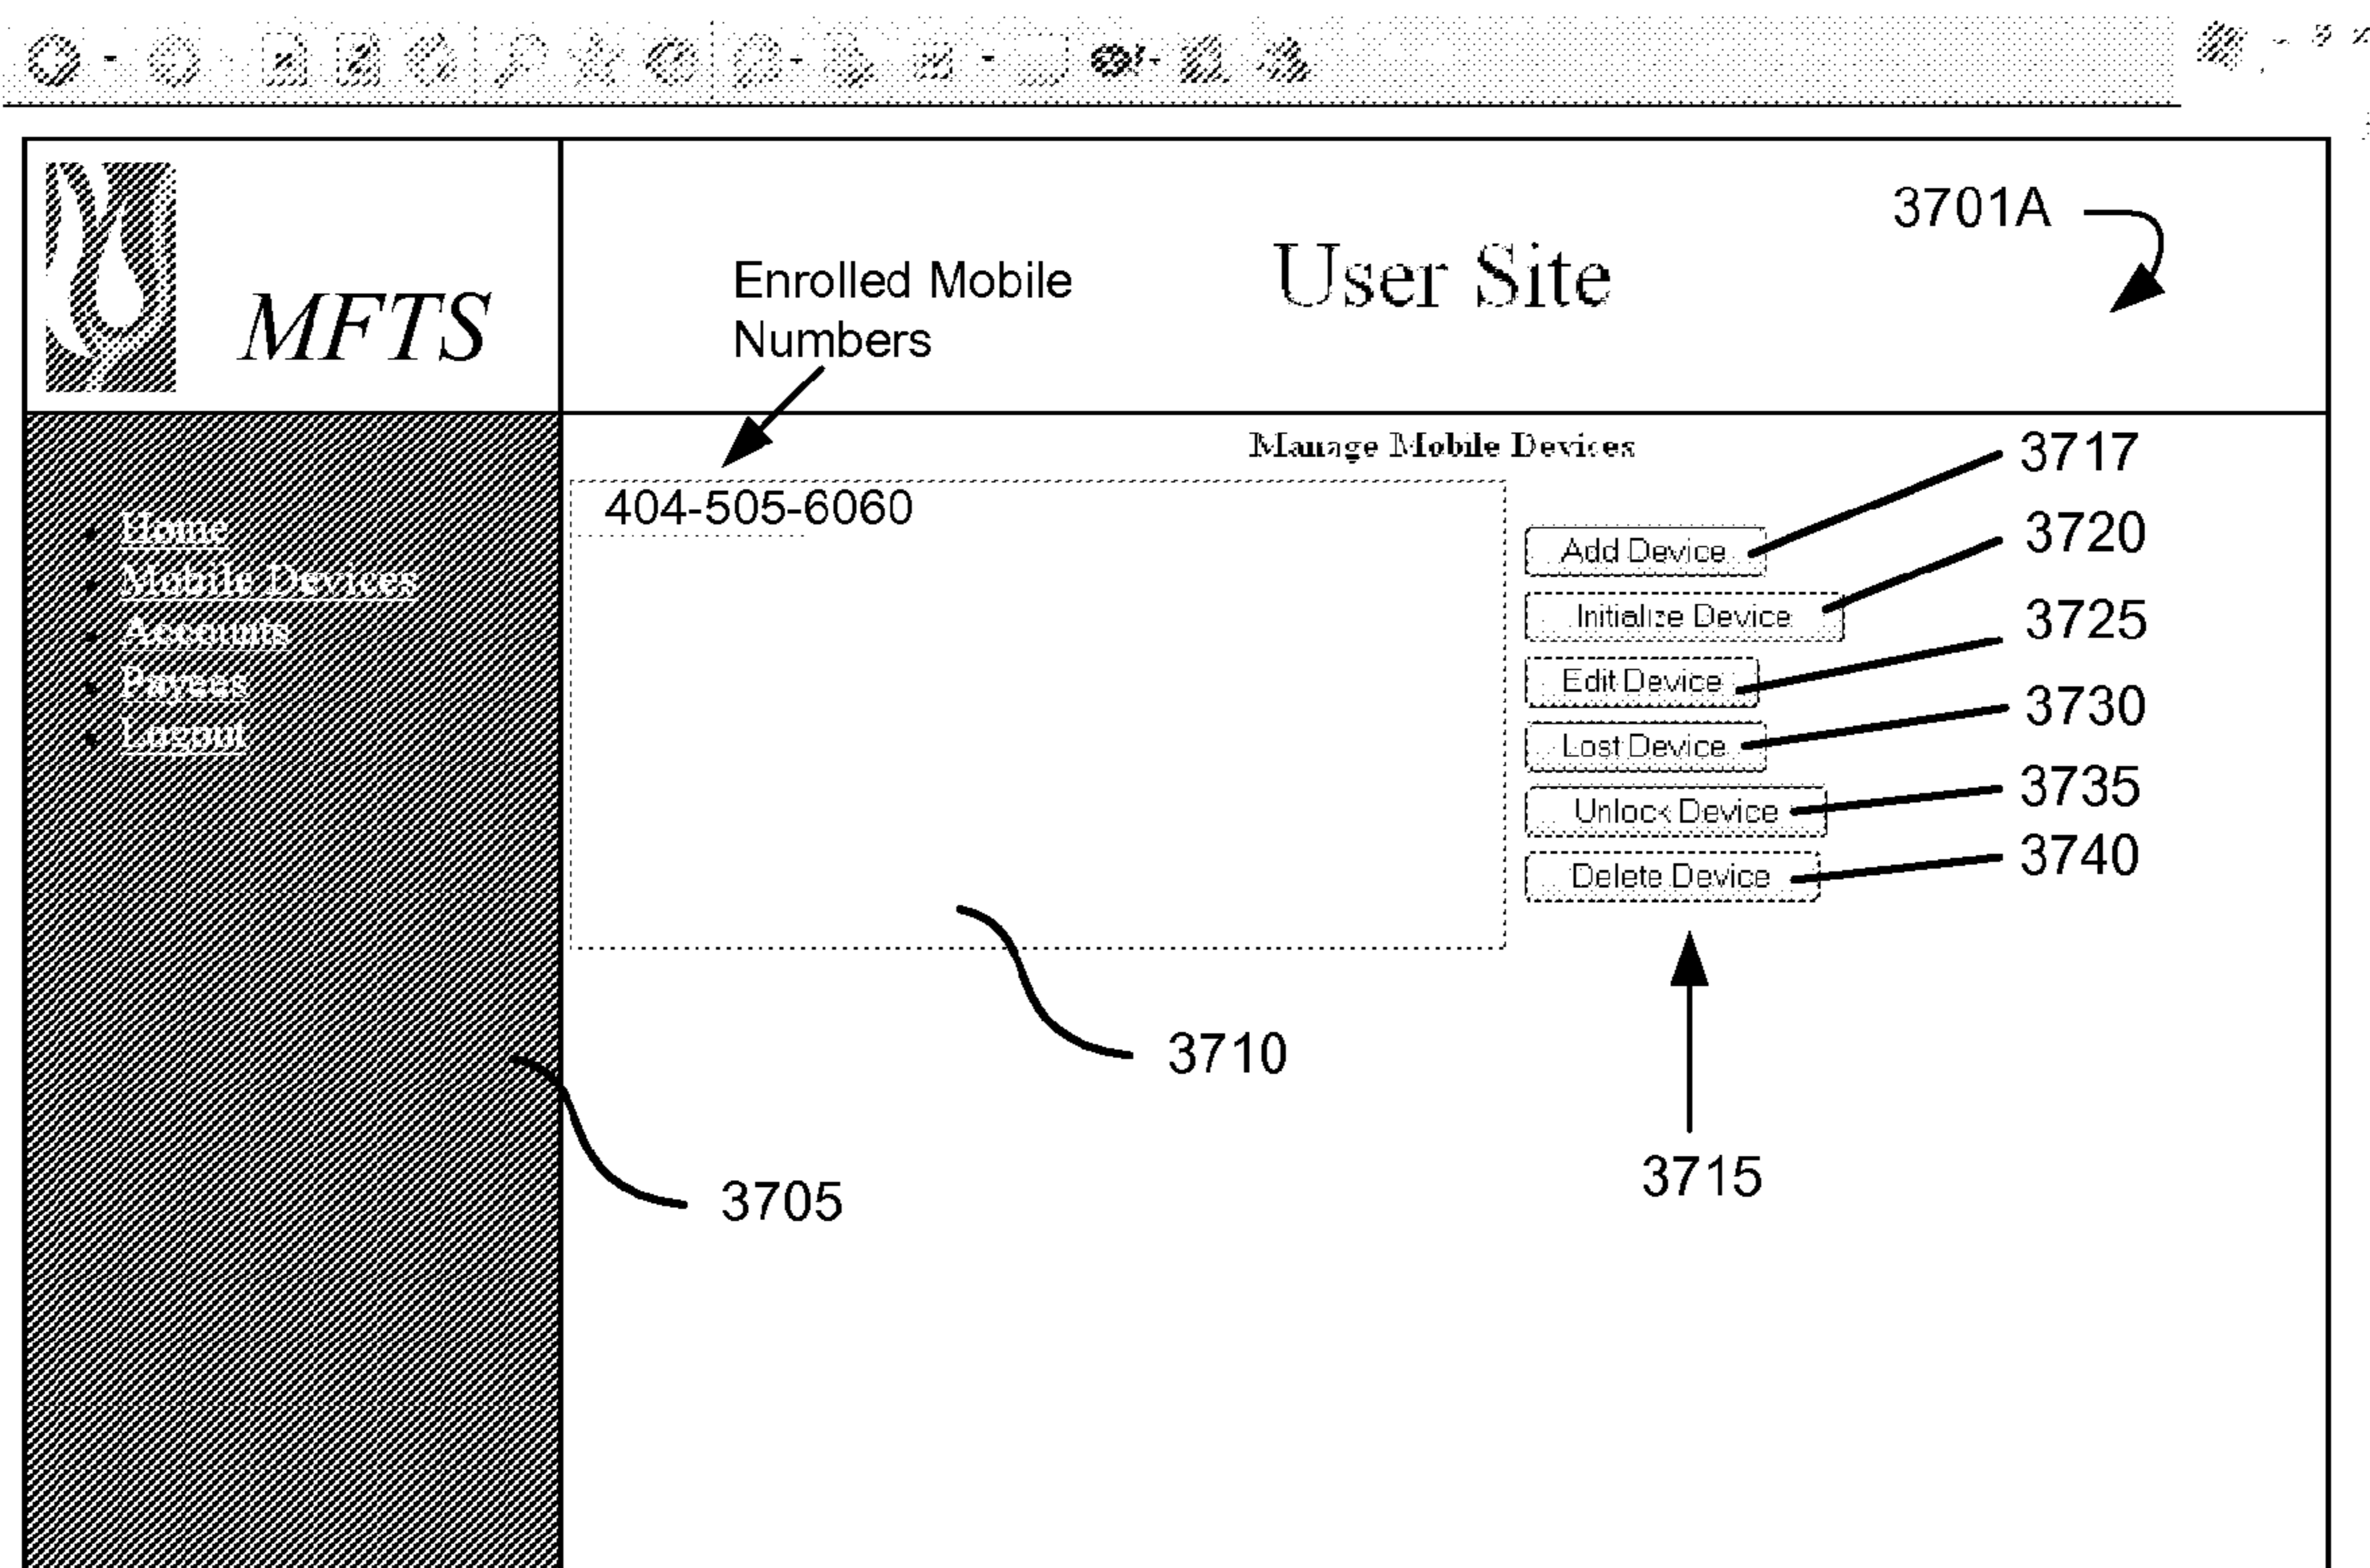 3701A
Enrolled Mobile
Numbers
User Site
MFTS
Manage Mobile Devices
404-505-6060
Home
Mobile Devices
Accounts
Payees
Logout
Add Device
Initialize Device
Edit Device
Lost Device
Unlock Device
Delete Device
3717
3720
3725
3730
3735
3740
3710
3715
3705